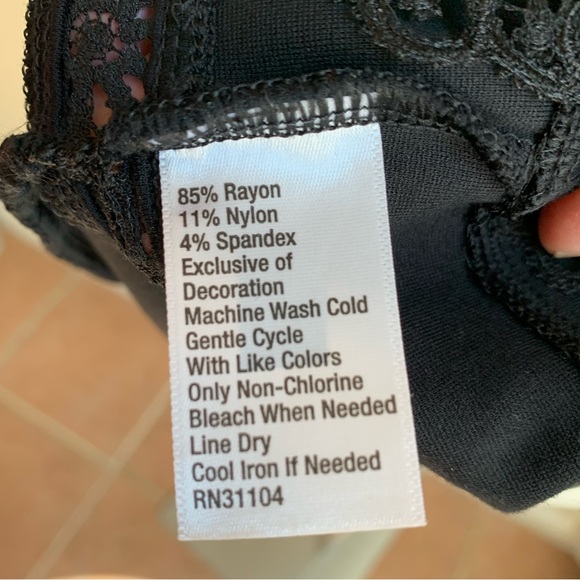 85% Rayon
11% Nylon
4% Spandex
Exclusive of
Decoration
Machine Wash Cold
Gentle Cycle
With Like Colors
Only Non-Chlorine
Bleach When Needed
Line Dry
Cool Iron If Needed
RN31104